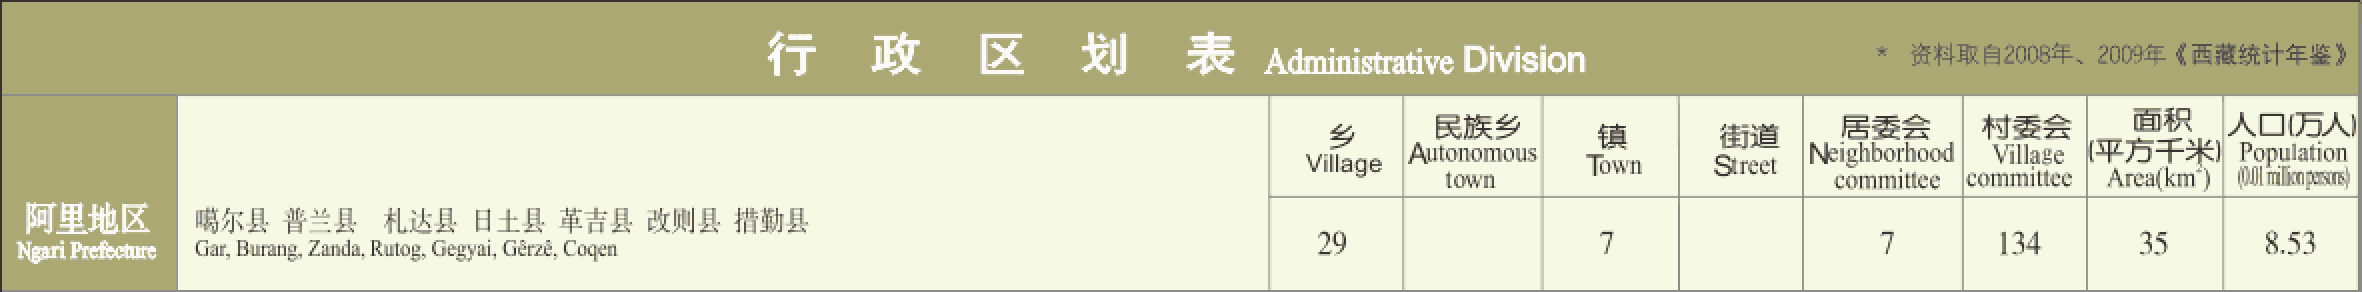 行政区划表 Administrative Division
* 资料取自2008年、2009年《西藏统计年鉴》
阿里地区
Ngari Prefecture
噶尔县 普兰县 札达县 日土县 革吉县 改则县 措勤县
Gar, Burang, Zanda, Rutog, Gegyai, Gêrzê, Coqen
乡
Village
29
民族乡
Autonomous
town
镇
Town
7
街道
Street
居委会
Neighborhood
committee
7
村委会
Village
committee
134
面积
(平方千米)
Area(km²)
35
人口(万人)
Population
(0.01 million persons)
8.53